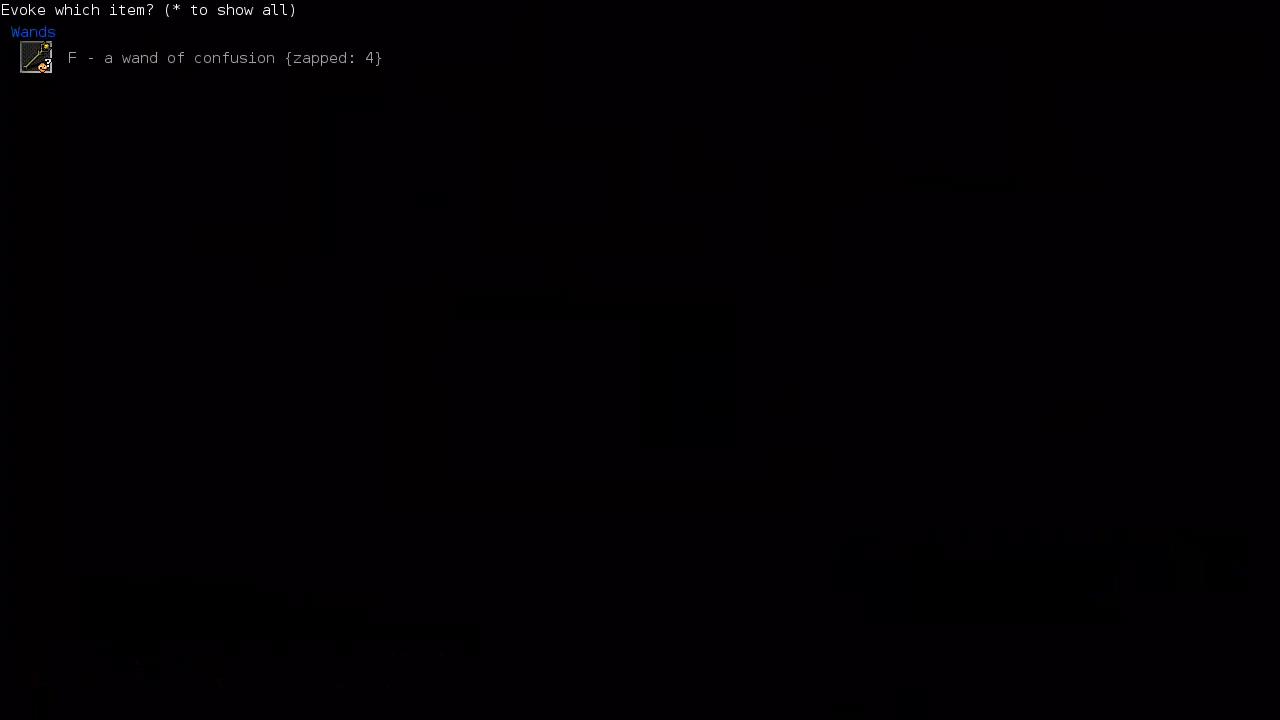 Evoke which item? (* to show all)
Wands
F - a wand of confusion {zapped: 4}